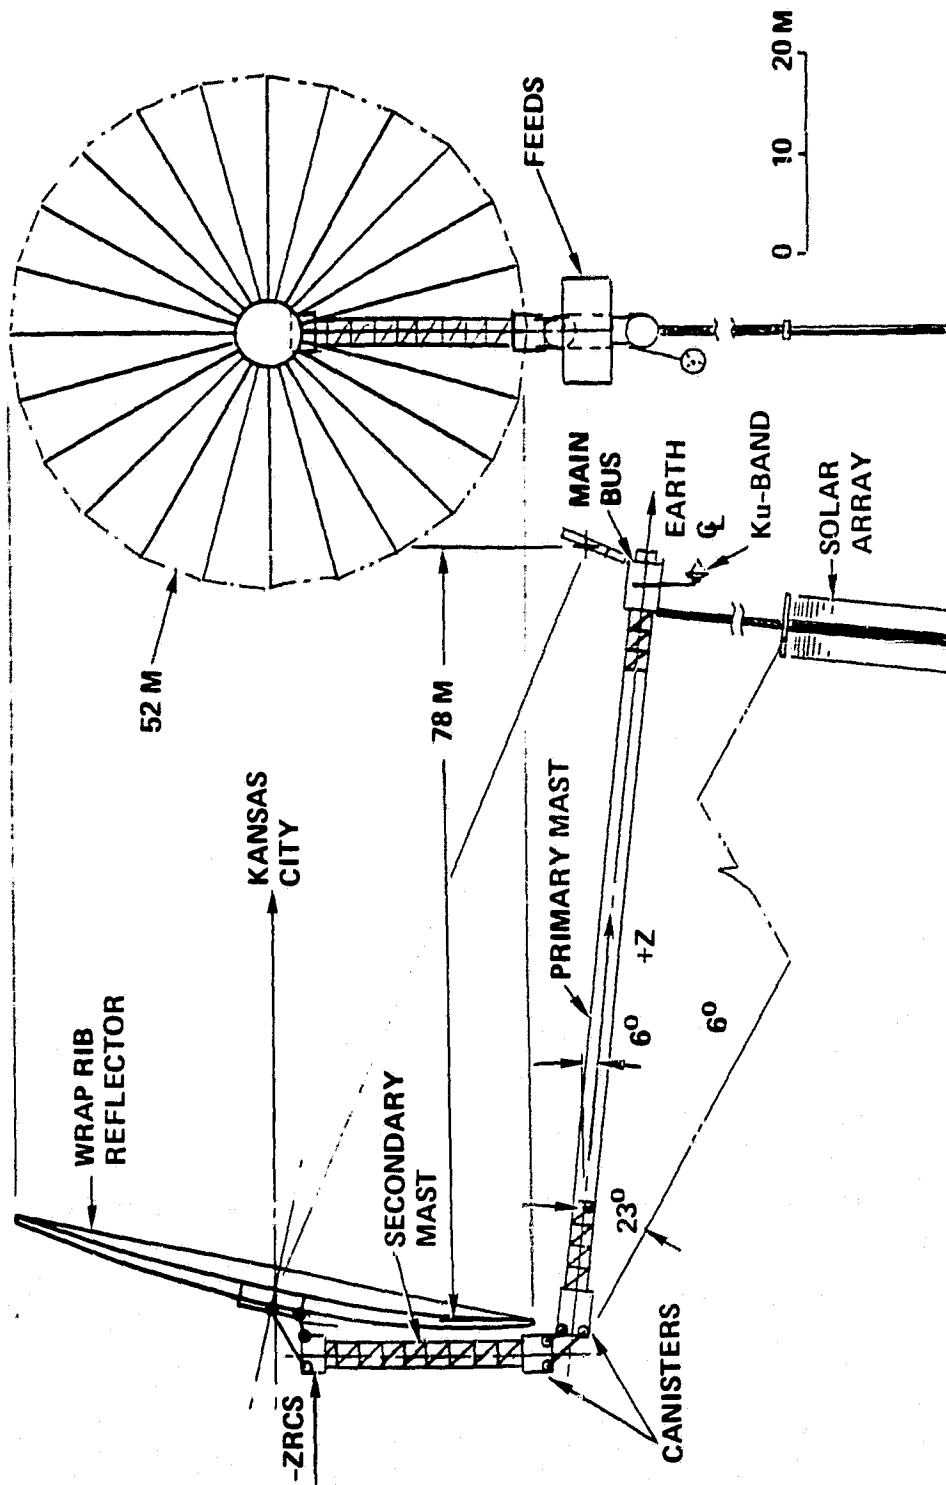 WRAP RIB
REFLECTOR
KANSAS
CITY
52 M
FEEDS
-ZRCS
SECONDARY
MAST
78 M
MAIN
BUS
EARTH
℄
Ku-BAND
PRIMARY MAST
+Z
6⁰
6⁰
23⁰
CANISTERS
SOLAR
ARRAY
0 10 20 M